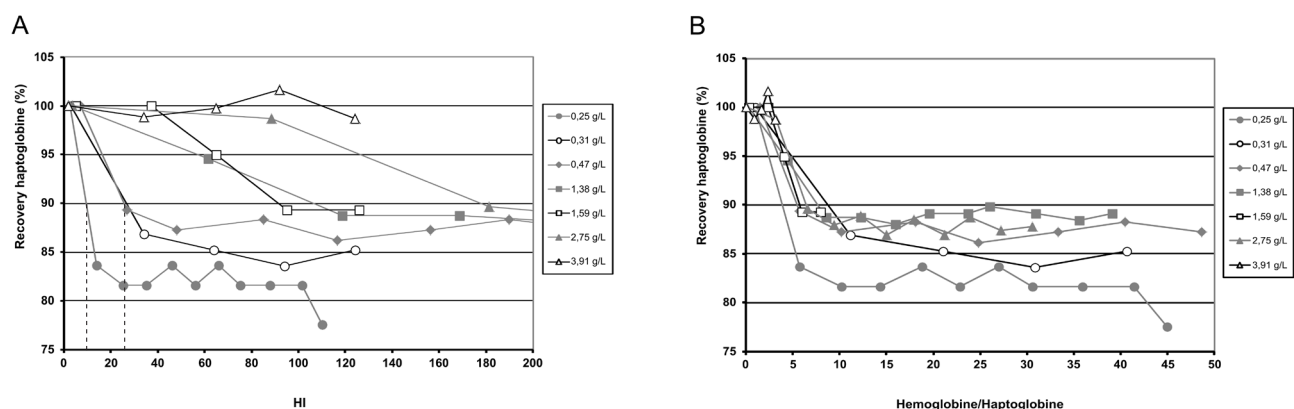 A
Recovery haptoglobine (%)
105
100
95
90
85
80
75
0 20 40 60 80 100 120 140 160 180 200
HI
0,25 g/L
0,31 g/L
0,47 g/L
1,38 g/L
1,59 g/L
2,75 g/L
3,91 g/L
B
Recovery haptoglobine (%)
105
100
95
90
85
80
75
0 5 10 15 20 25 30 35 40 45 50
Hemoglobine/Haptoglobine
0,25 g/L
0,31 g/L
0,47 g/L
1,38 g/L
1,59 g/L
2,75 g/L
3,91 g/L